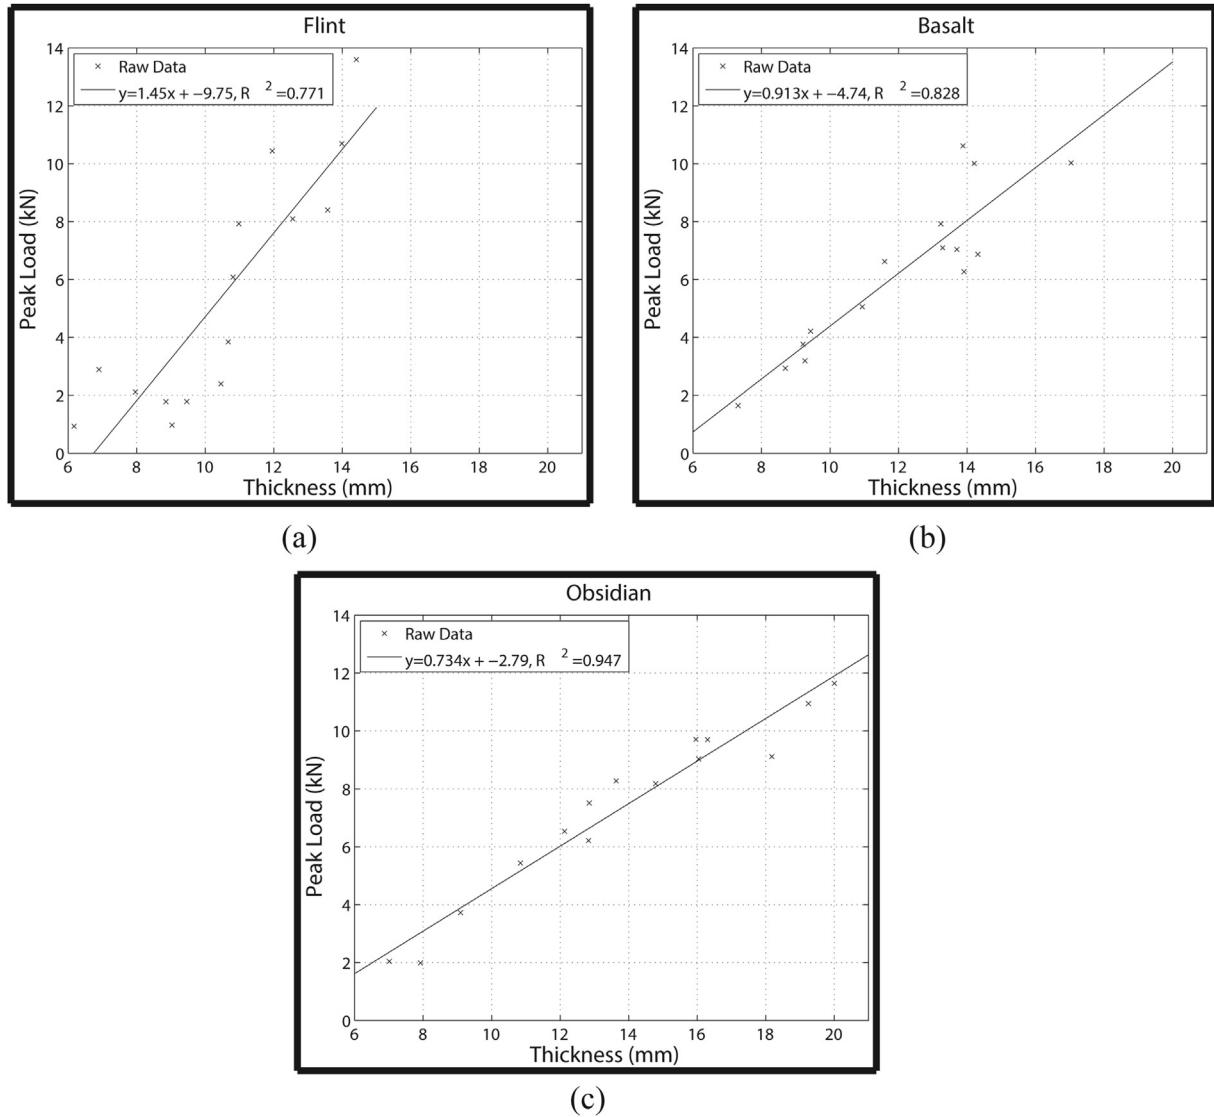 Flint
14
12
10
8
6
4
2
0
Raw Data
y=1.45x + −9.75, R 2 =0.771
Peak Load (kN)
6 8 10 12 14 16 18 20
Thickness (mm)
(a)
Basalt
14
12
10
8
6
4
2
0
Raw Data
y=0.913x + −4.74, R 2 =0.828
Peak Load (kN)
6 8 10 12 14 16 18 20
Thickness (mm)
(b)
Obsidian
14
12
10
8
6
4
2
0
Raw Data
y=0.734x + −2.79, R 2 =0.947
Peak Load (kN)
6 8 10 12 14 16 18 20
Thickness (mm)
(c)